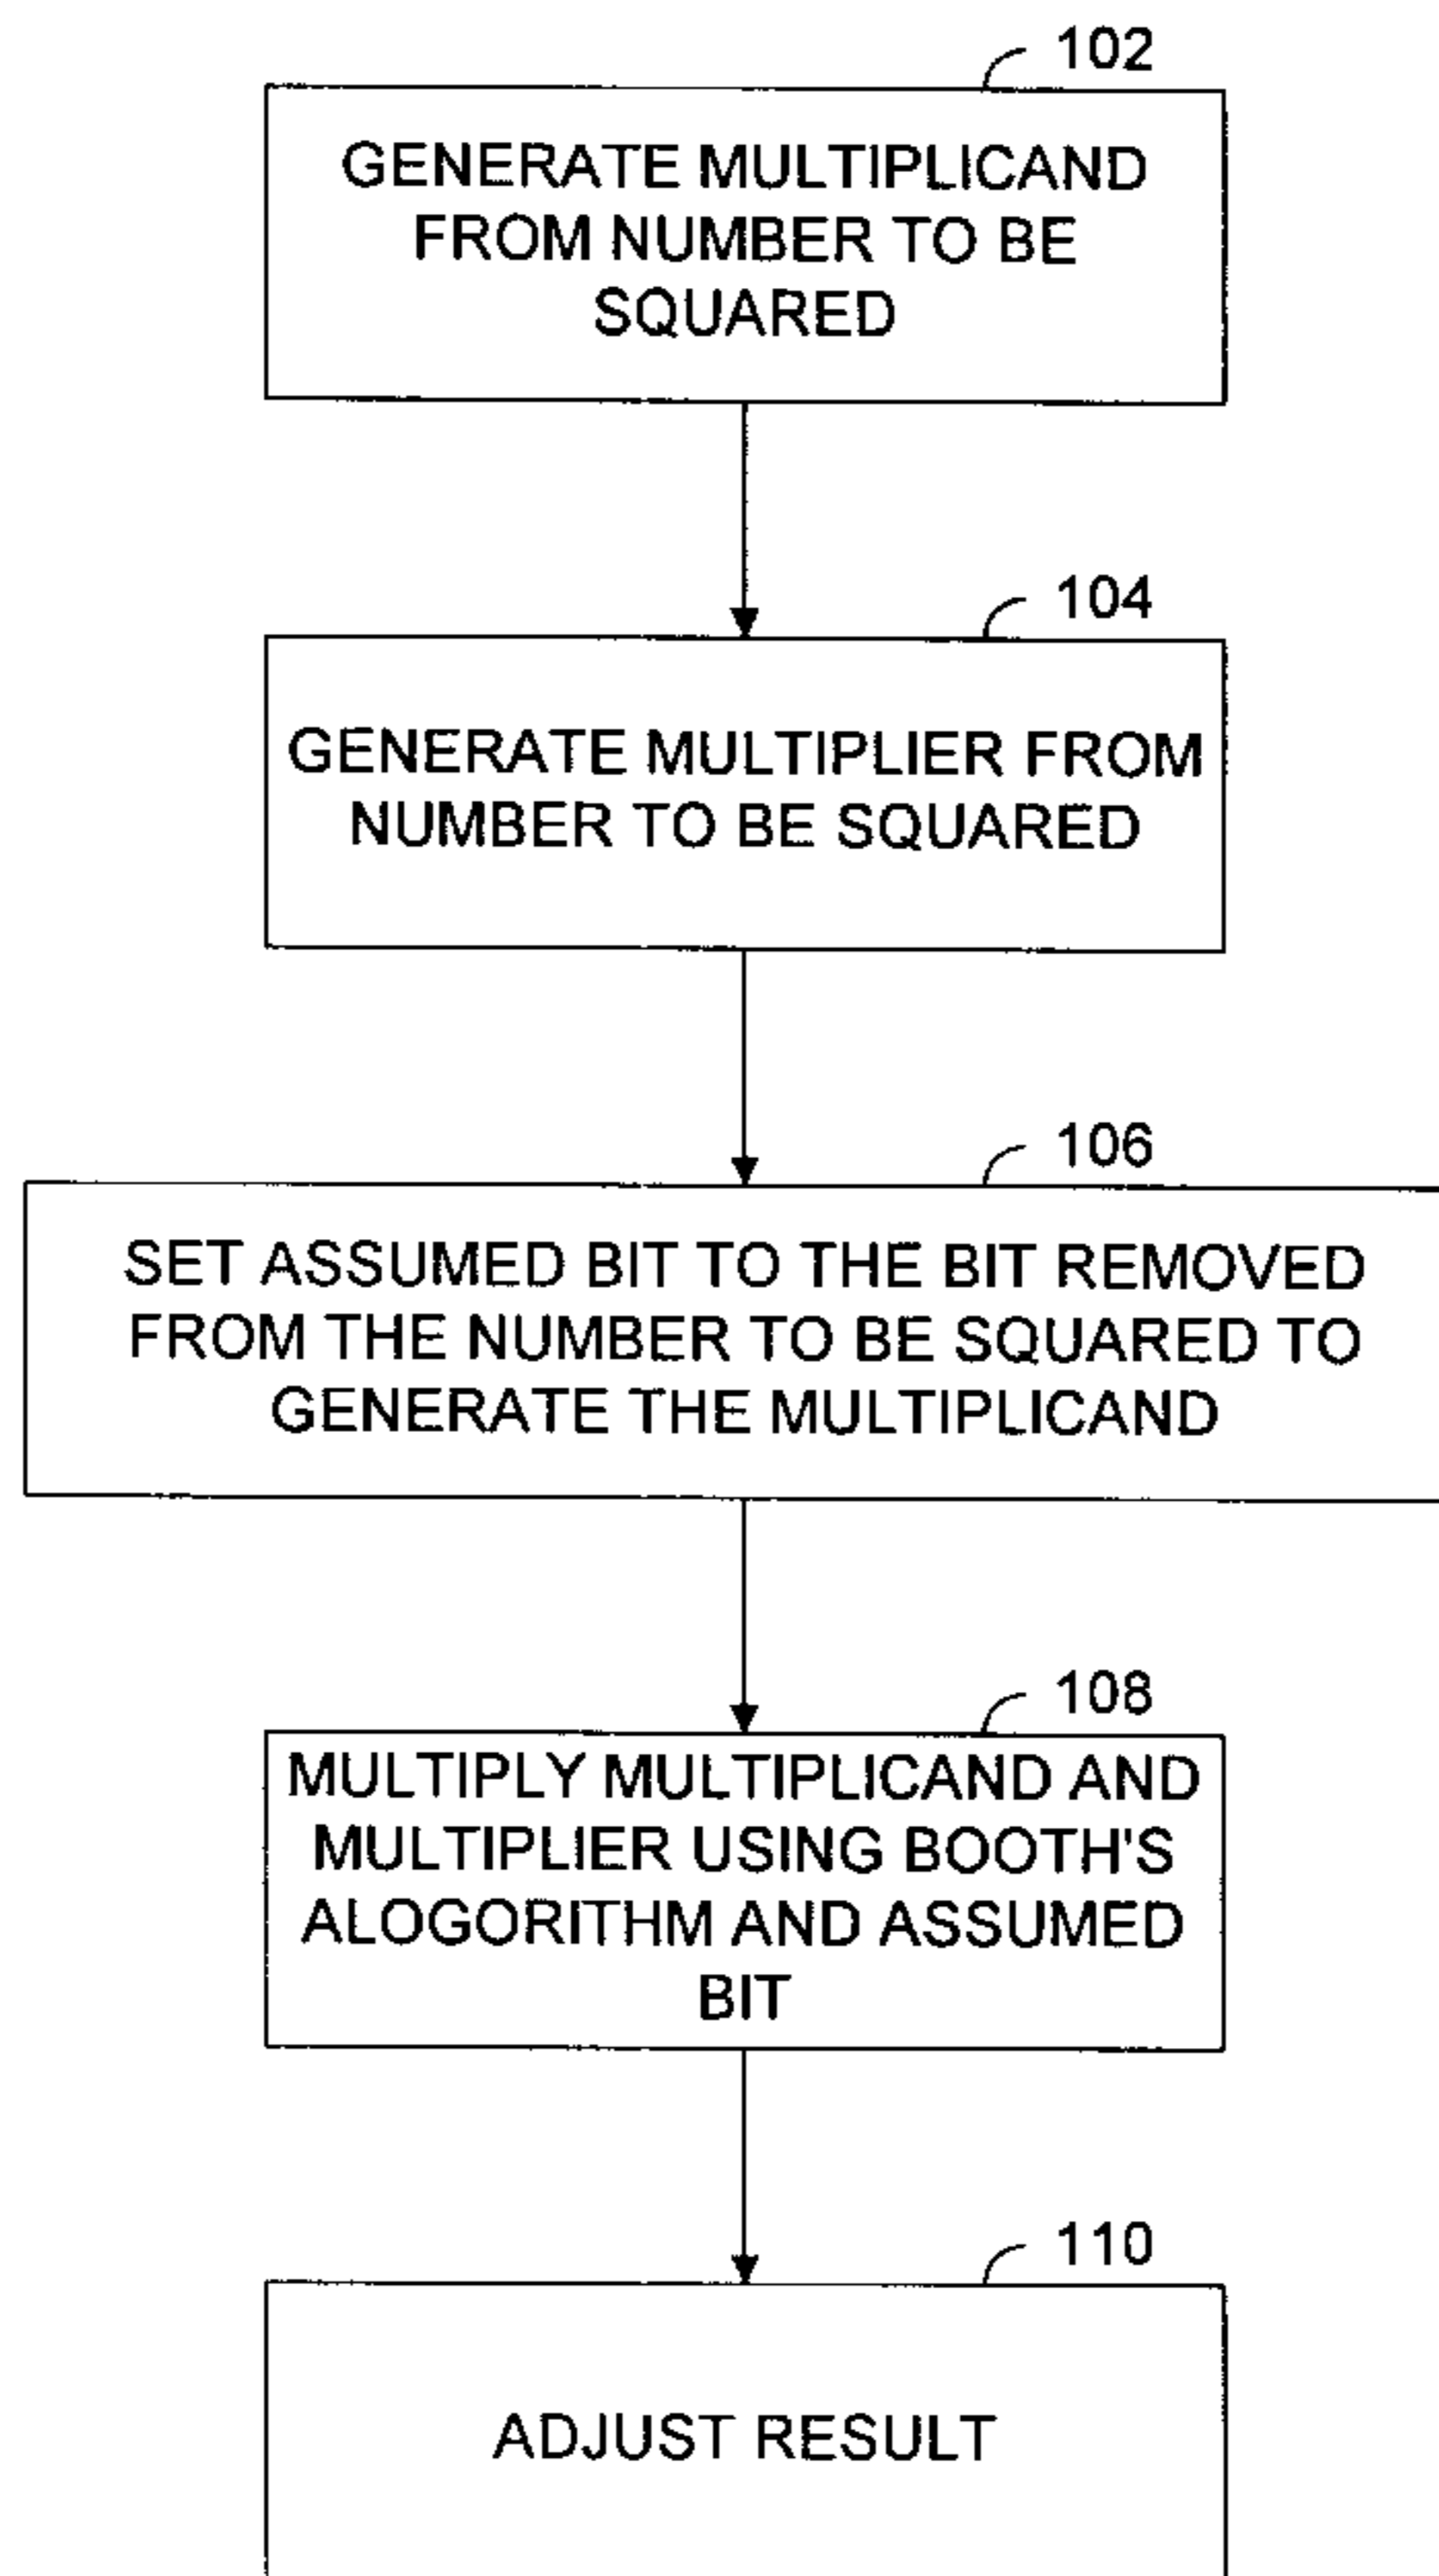 102
GENERATE MULTIPLICAND
FROM NUMBER TO BE
SQUARED
104
GENERATE MULTIPLIER FROM
NUMBER TO BE SQUARED
106
SET ASSUMED BIT TO THE BIT REMOVED
FROM THE NUMBER TO BE SQUARED TO
GENERATE THE MULTIPLICAND
108
MULTIPLY MULTIPLICAND AND
MULTIPLIER USING BOOTH'S
ALOGORITHM AND ASSUMED
BIT
110
ADJUST RESULT